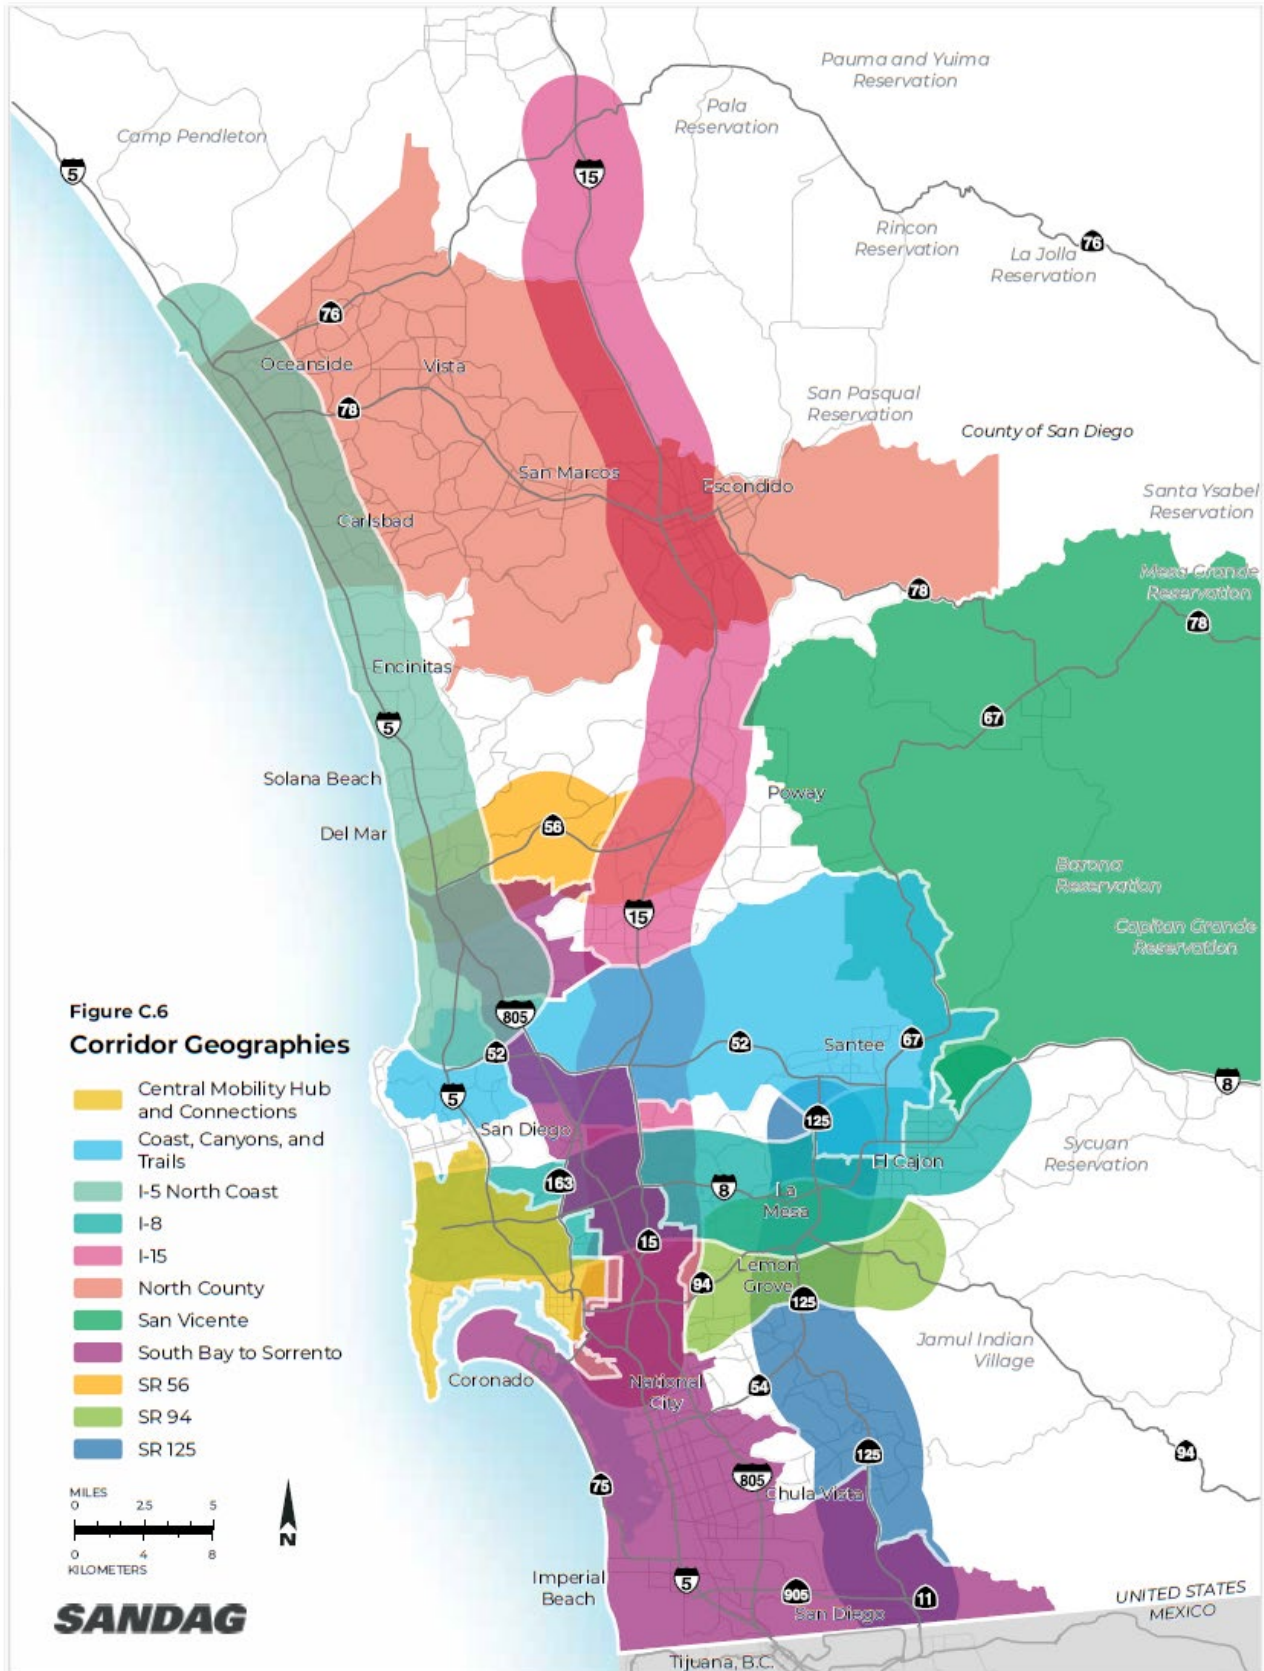 Pauma and Yuima
Reservation
Pala
Reservation
Camp Pendleton
5
15
Rincon
Reservation
76
La Jolla
Reservation
76
Oceanside
Vista
San Pasqual
Reservation
78
County of San Diego
San Marcos
Escondido
Santa Ysabel
Reservation
Carlsbad
Mesa Grande
Reservation
78
78
Encinitas
67
5
Solana Beach
Poway
Del Mar
56
Barona
Reservation
15
Capitan Grande
Reservation
Figure C.6
Corridor Geographies
Central Mobility Hub
and Connections
Coast, Canyons, and
Trails
I-5 North Coast
I-8
I-15
North County
San Vicente
South Bay to Sorrento
SR 56
SR 94
SR 125
MILES
0 2.5 5
0 4 8
KILOMETERS
N
SANDAG
805
52
52
Santee
67
5
8
125
San Diego
El Cajon
Sycuan
Reservation
163
8
La
Mesa
15
94
Lemon
Grove
125
Jamul Indian
Village
Coronado
National
City
54
125
94
75
805
Chula Vista
Imperial
Beach
5
905
San Diego
11
UNITED STATES
MEXICO
Tijuana, B.C.